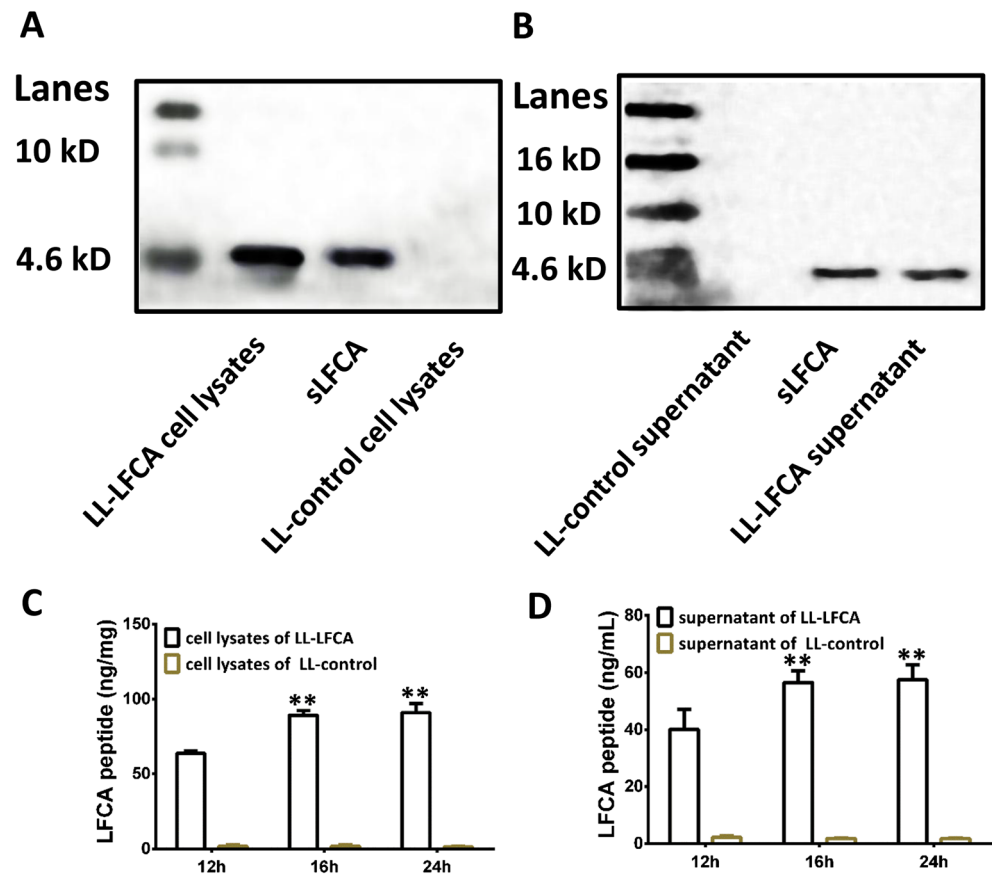 A
Lanes
10 kD
4.6 kD
LL-LFCA cell lysates
sLFCA
LL-control cell lysates
B
Lanes
16 kD
10 kD
4.6 kD
LL-control supernatant
sLFCA
LL-LFCA supernatant
C
LFCA peptide (ng/mg)
150
100
50
0
cell lysates of LL-LFCA
cell lysates of LL-control
**
**
12h
16h
24h
D
LFCA peptide (ng/mL)
80
60
40
20
0
supernatant of LL-LFCA
supernatant of LL-control
**
**
12h
16h
24h